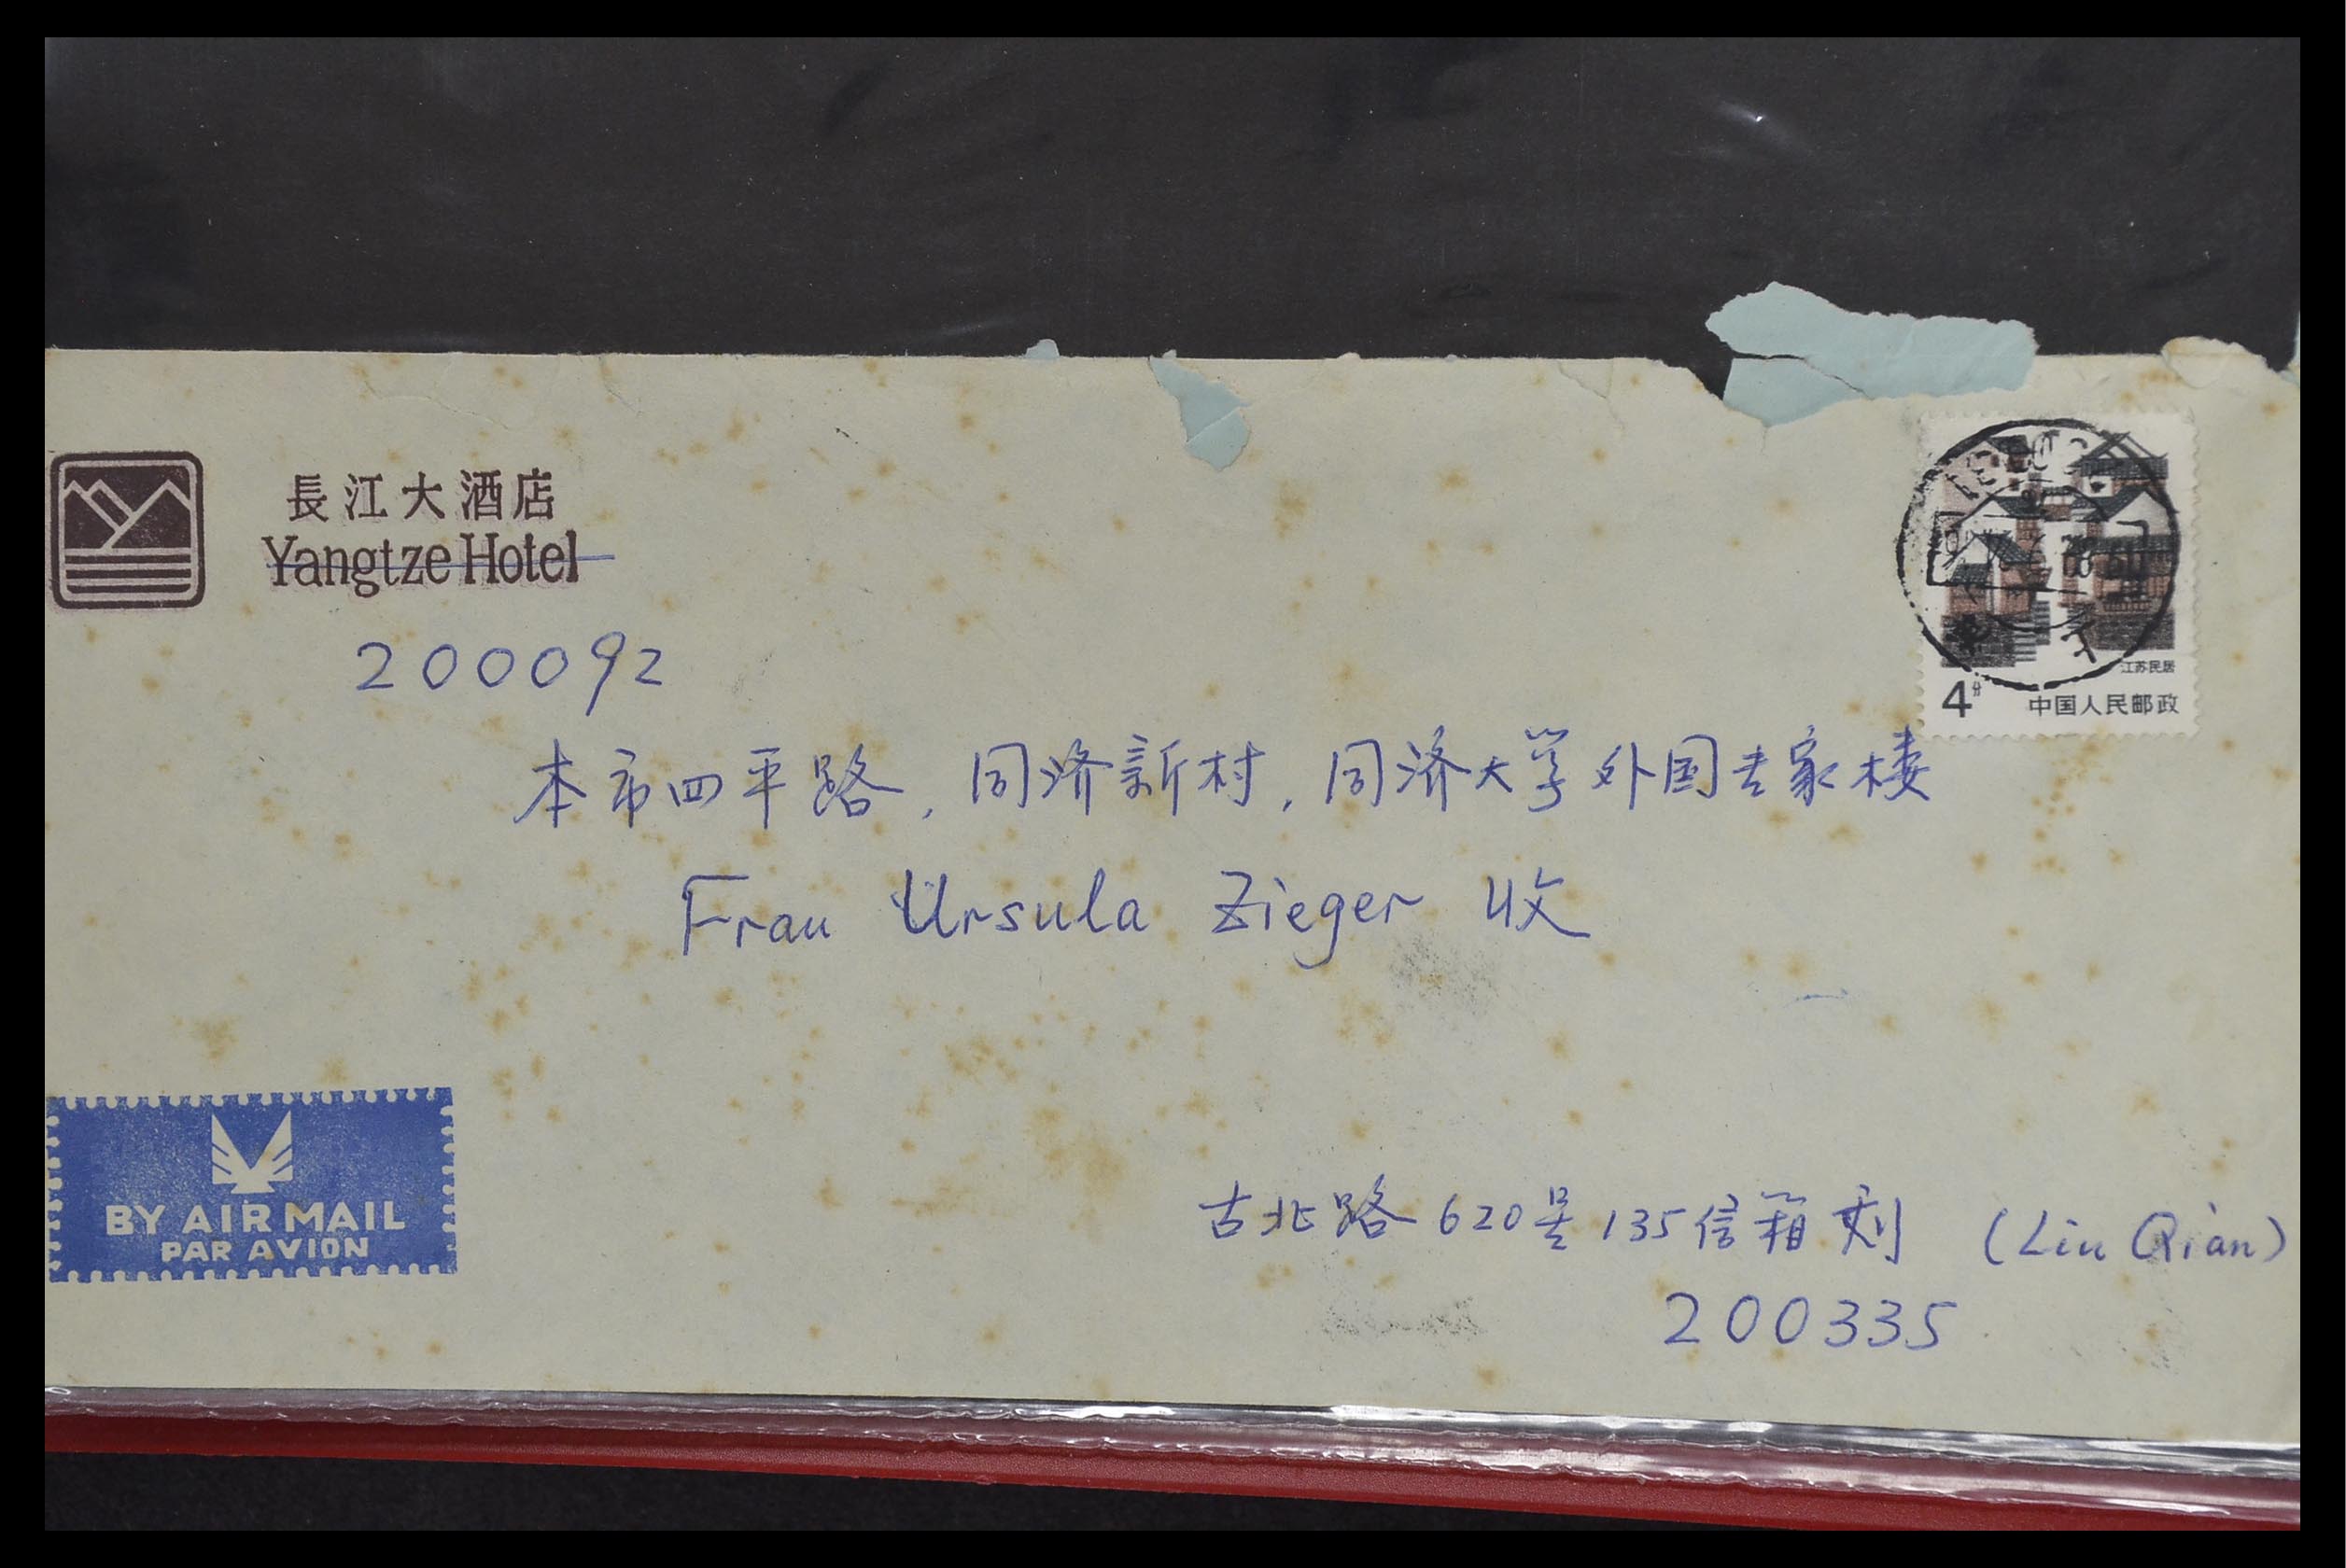 長江大酒店
Yangtze Hotel
200092
江苏民居
4分 中国人民邮政
本市四平路，同济新村，同济大学外国专家楼
Frau Ursula Zieger 收
BY AIR MAIL
PAR AVION
古北路620号135信箱刘 (Liu Qian)
200335